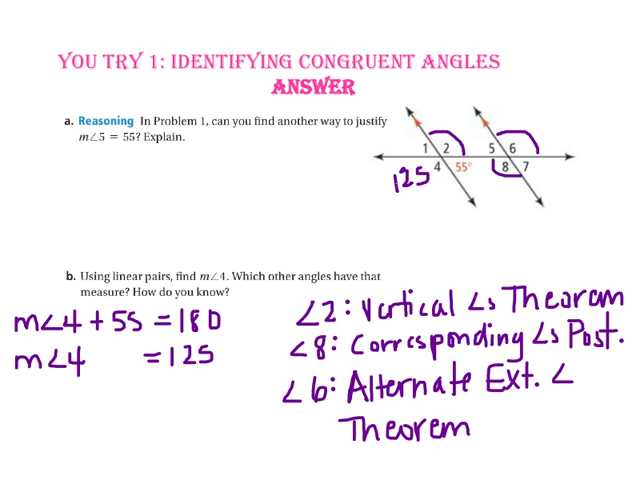 YOU TRY 1: IDENTIFYING CONGRUENT ANGLES
ANSWER
a. Reasoning In Problem 1, can you find another way to justify
m∠5 = 55? Explain.
1 2
4 55°
5 6
8 7
125
b. Using linear pairs, find m∠4. Which other angles have that
measure? How do you know?
m∠4 + 55 = 180
m∠4 = 125
∠2: Vertical ∠s Theorem
∠8: Corresponding ∠s Post.
∠6: Alternate Ext. ∠
Theorem